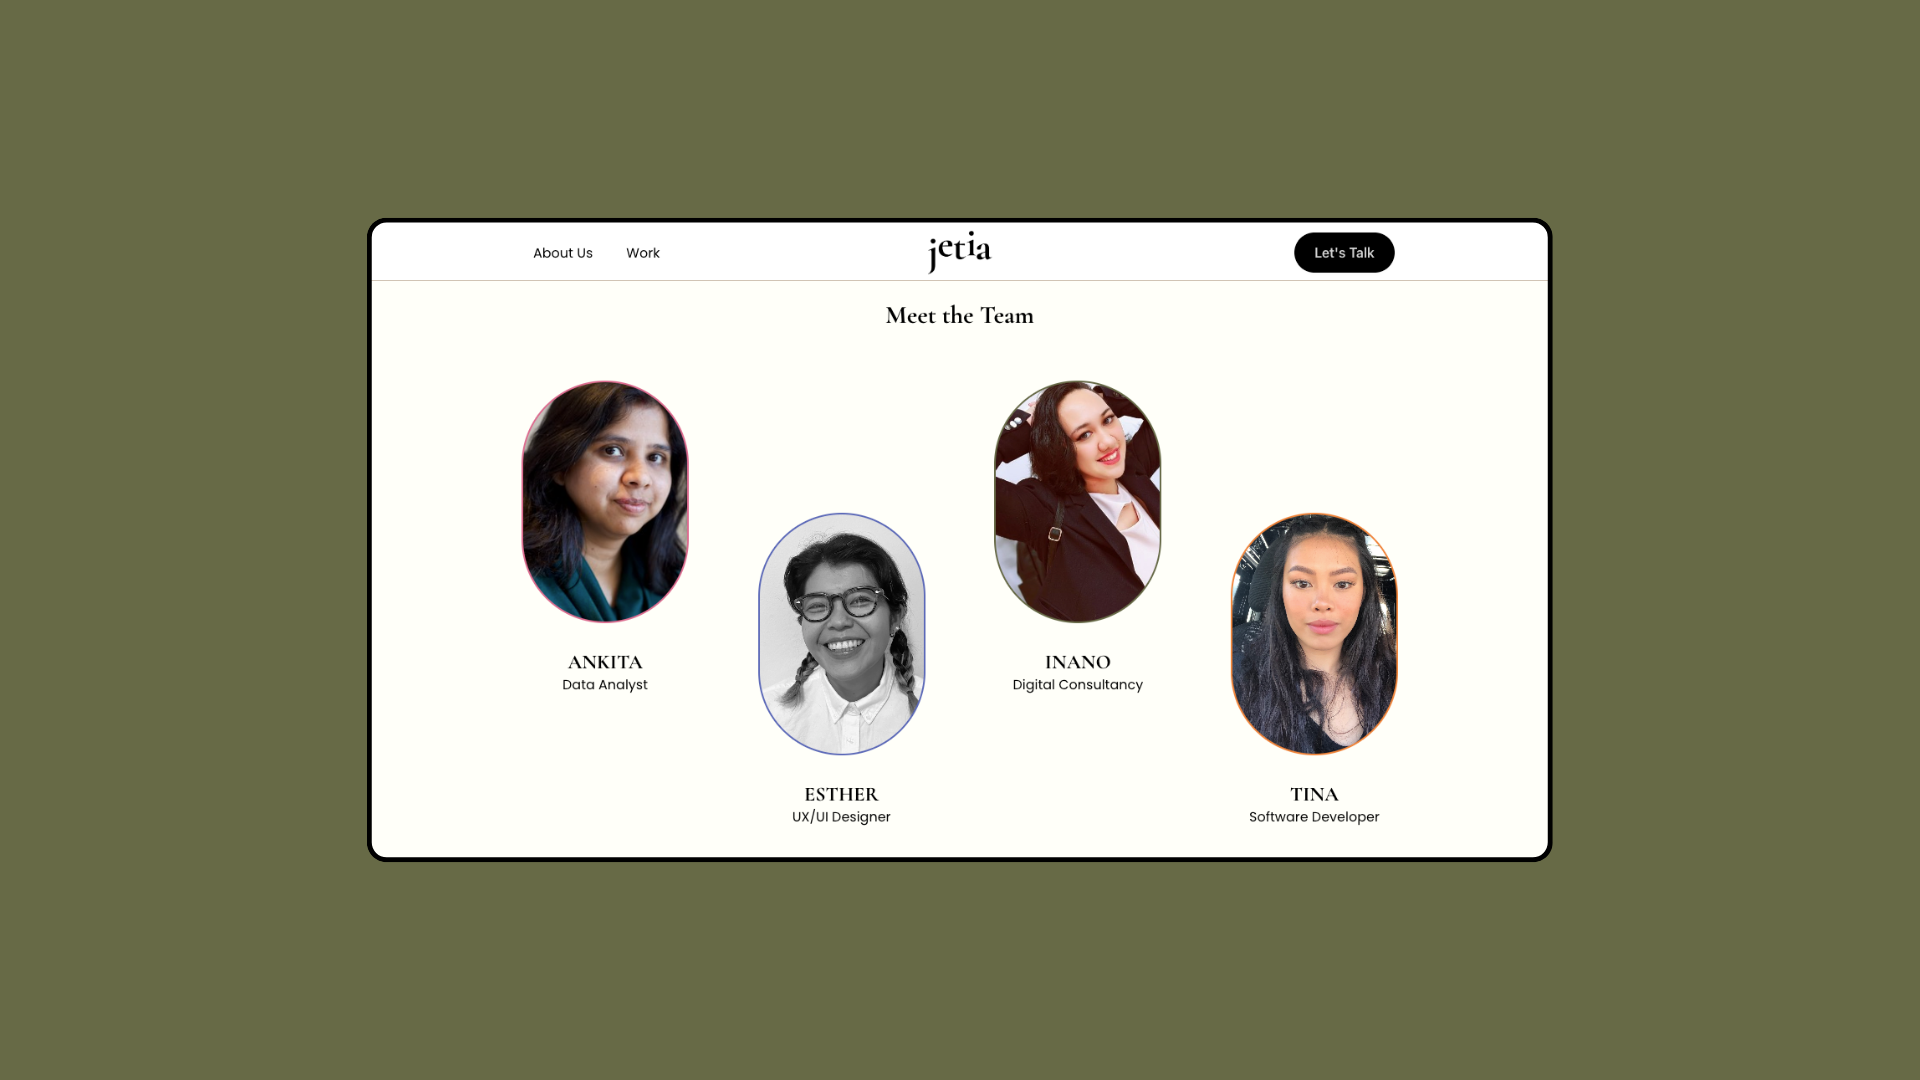 About Us
Work
jetia
Let's Talk
Meet the Team
ANKITA
Data Analyst
ESTHER
UX/UI Designer
INANO
Digital Consultancy
TINA
Software Developer